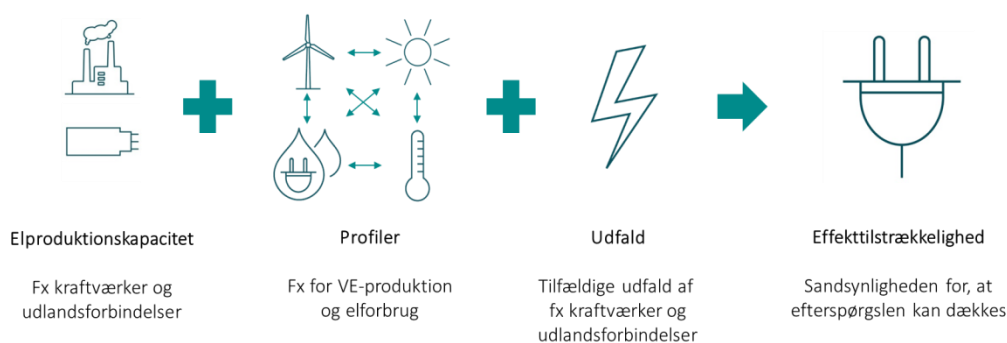 Elproduktionskapacitet
Fx kraftværker og
udlandsforbindelser
Profiler
Fx for VE-produktion
og elforbrug
Udfald
Tilfældige udfald af
fx kraftværker og
udlandsforbindelser
Effekttilstrækkelighed
Sandsynligheden for, at
efterspørgslen kan dækkes